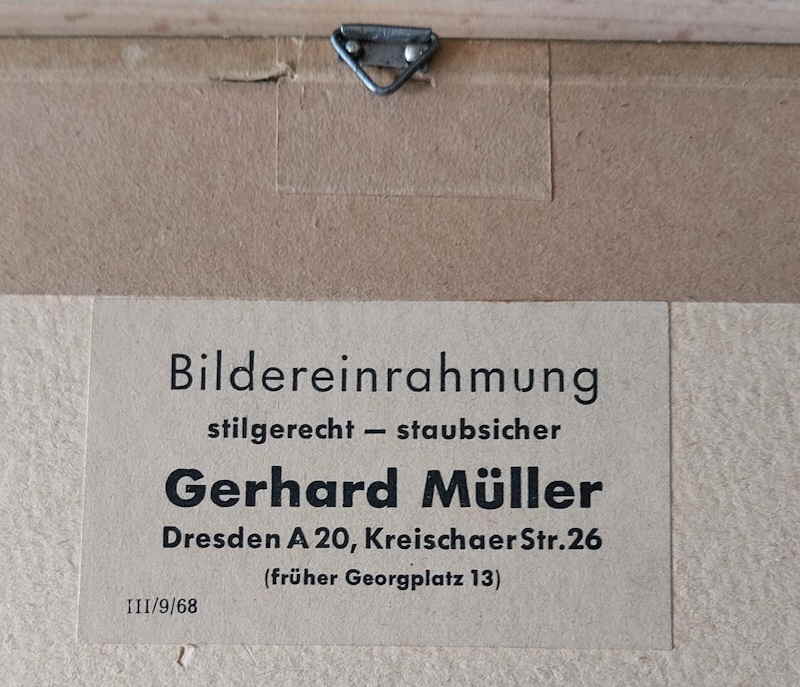 Bildereinrahmung
stilgerecht — staubsicher
Gerhard Müller
Dresden A 20, Kreischaer Str. 26
(früher Georgplatz 13)
III/9/68